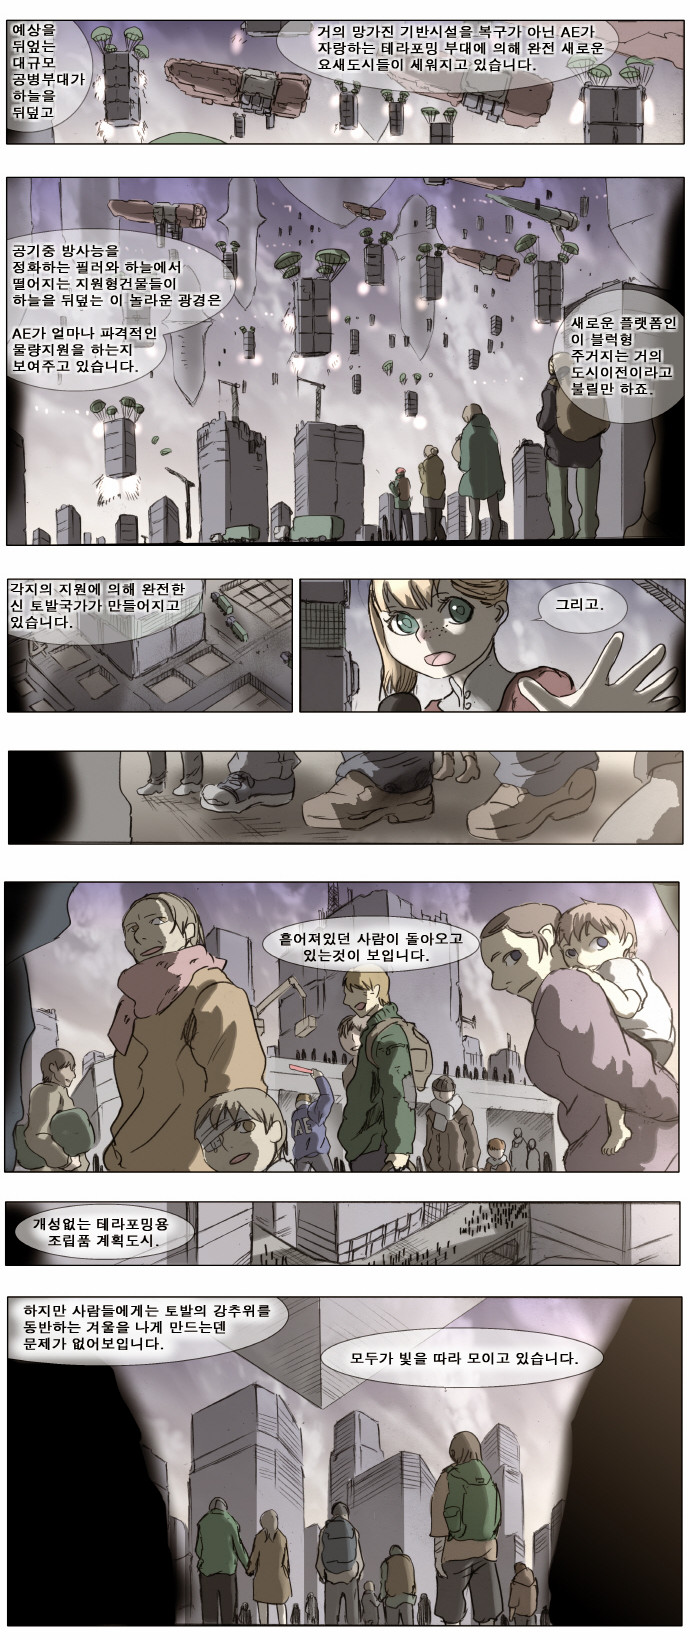 예상을
뒤엎는
대규모
공병부대가
하늘을
뒤덮고
거의 망가진 기반시설을 복구가 아닌 AE가
자랑하는 테라포밍 부대에 의해 완전 새로운
요새도시들이 세워지고 있습니다.
공기중 방사능을
정화하는 필러와 하늘에서
떨어지는 지원형건물들이
하늘을 뒤덮는 이 놀라운 광경은
AE가 얼마나 파격적인
물량지원을 하는지
보여주고 있습니다.
새로운 플랫폼인
이 블럭형
주거지는 거의
도시이전이라고
불릴만 하죠.
각지의 지원에 의해 완전한
신 토발국가가 만들어지고
있습니다.
그리고.
흩어져있던 사람이 돌아오고
있는것이 보입니다.
AE
개성없는 테라포밍용
조립품 계획도시.
하지만 사람들에게는 토발의 강추위를
동반하는 겨울을 나게 만드는덴
문제가 없어보입니다.
모두가 빛을 따라 모이고 있습니다.